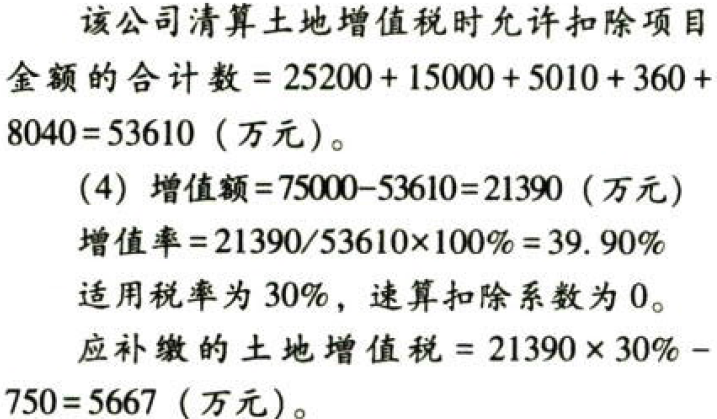 该公司清算土地增值税时允许扣除项目
金额的合计数 = 25200 + 15000 + 5010 + 360 +
8040 = 53610（万元）。
（4）增值额 = 75000-53610 = 21390（万元）
增值率 = 21390/53610×100% = 39. 90%
适用税率为 30%，速算扣除系数为 0。
应补缴的土地增值税 = 21390 × 30% -
750 = 5667（万元）。